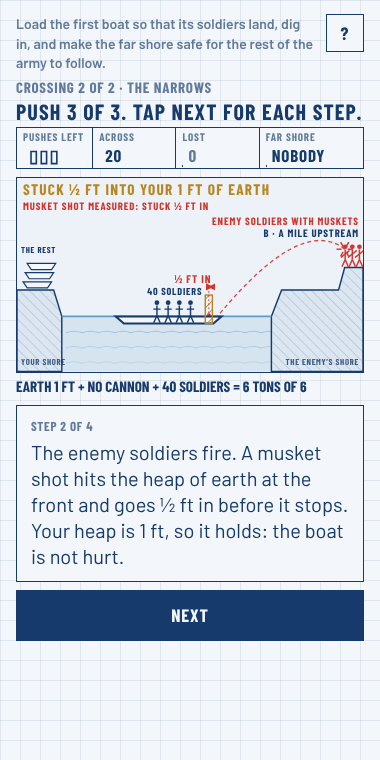 Load the first boat so that its soldiers land, dig
in, and make the far shore safe for the rest of the
army to follow.
?
CROSSING 2 OF 2 · THE NARROWS
PUSH 3 OF 3. TAP NEXT FOR EACH STEP.
PUSHES LEFT
ACROSS
20
LOST
0
FAR SHORE
NOBODY
STUCK ½ FT INTO YOUR 1 FT OF EARTH
MUSKET SHOT MEASURED: STUCK ½ FT IN
ENEMY SOLDIERS WITH MUSKETS
B · A MILE UPSTREAM
THE REST
½ FT IN
40 SOLDIERS
YOUR SHORE
THE ENEMY'S SHORE
EARTH 1 FT + NO CANNON + 40 SOLDIERS = 6 TONS OF 6
STEP 2 OF 4
The enemy soldiers fire. A musket
shot hits the heap of earth at the
front and goes ½ ft in before it stops.
Your heap is 1 ft, so it holds: the boat
is not hurt.
NEXT